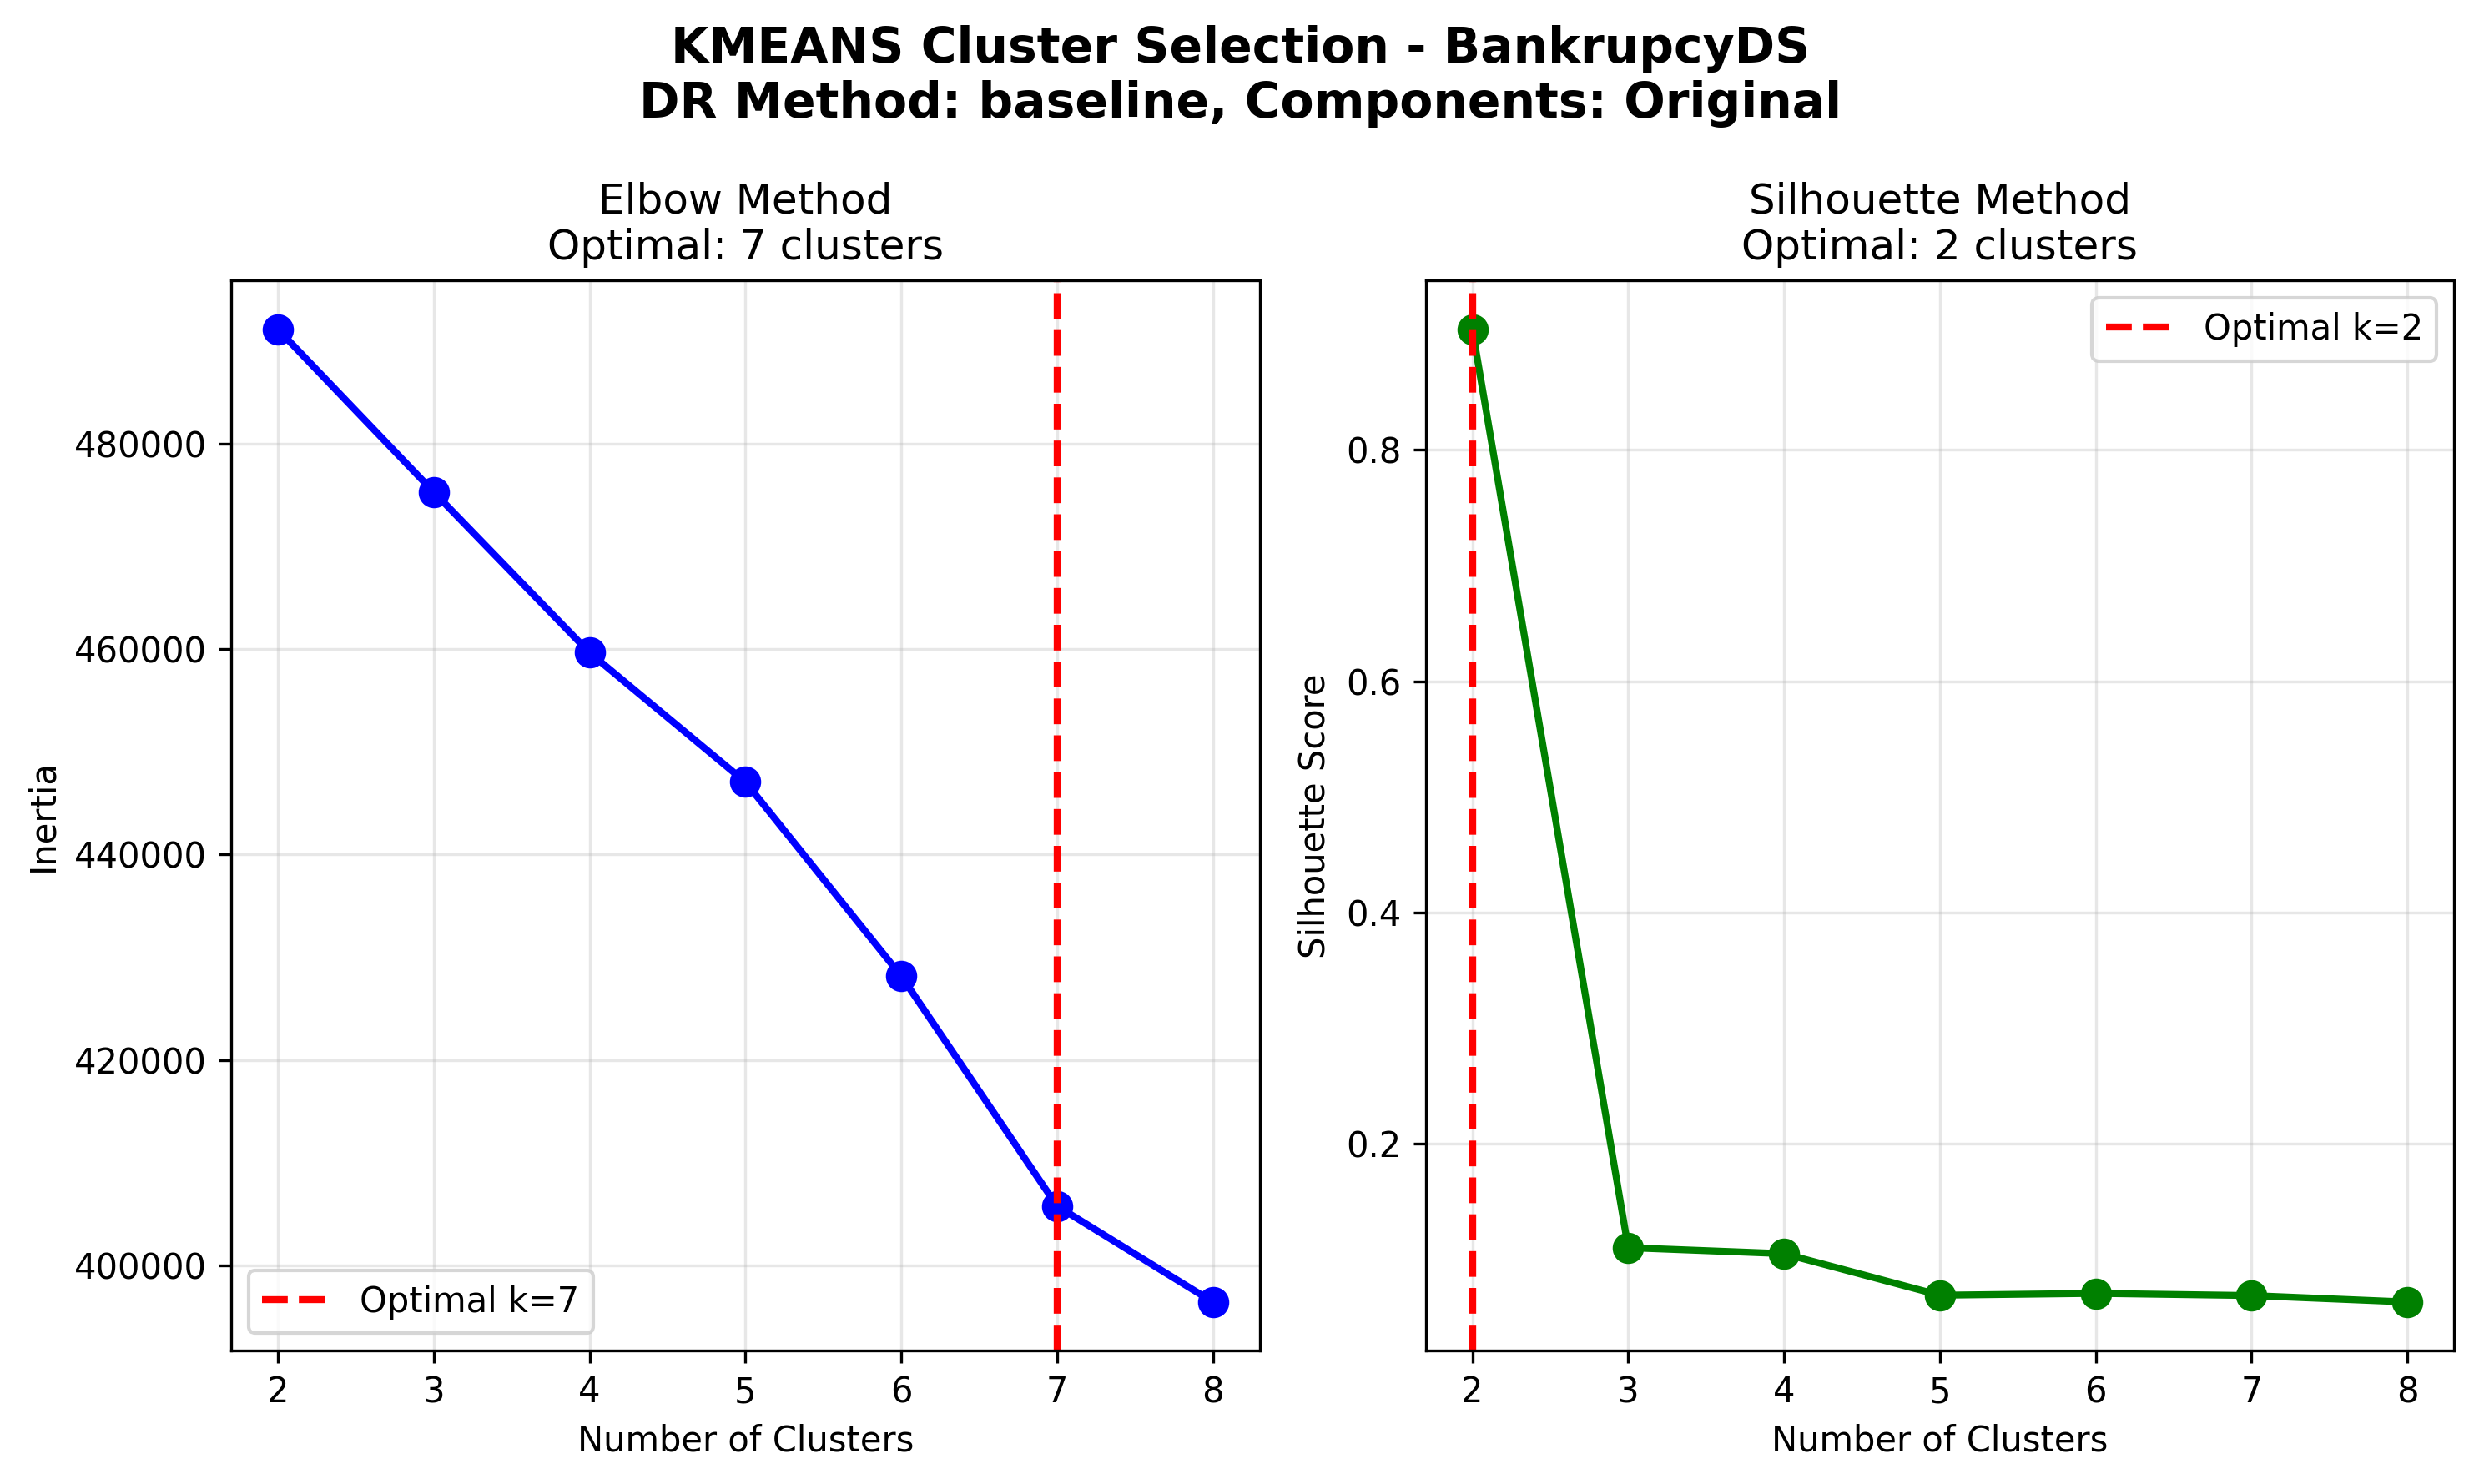 KMEANS Cluster Selection - BankrupcyDS
DR Method: baseline, Components: Original
Elbow Method
Optimal: 7 clusters
Inertia
480000
460000
440000
420000
400000
Optimal k=7
2 3 4 5 6 7 8
Number of Clusters
Silhouette Method
Optimal: 2 clusters
Silhouette Score
Optimal k=2
0.8
0.6
0.4
0.2
2 3 4 5 6 7 8
Number of Clusters